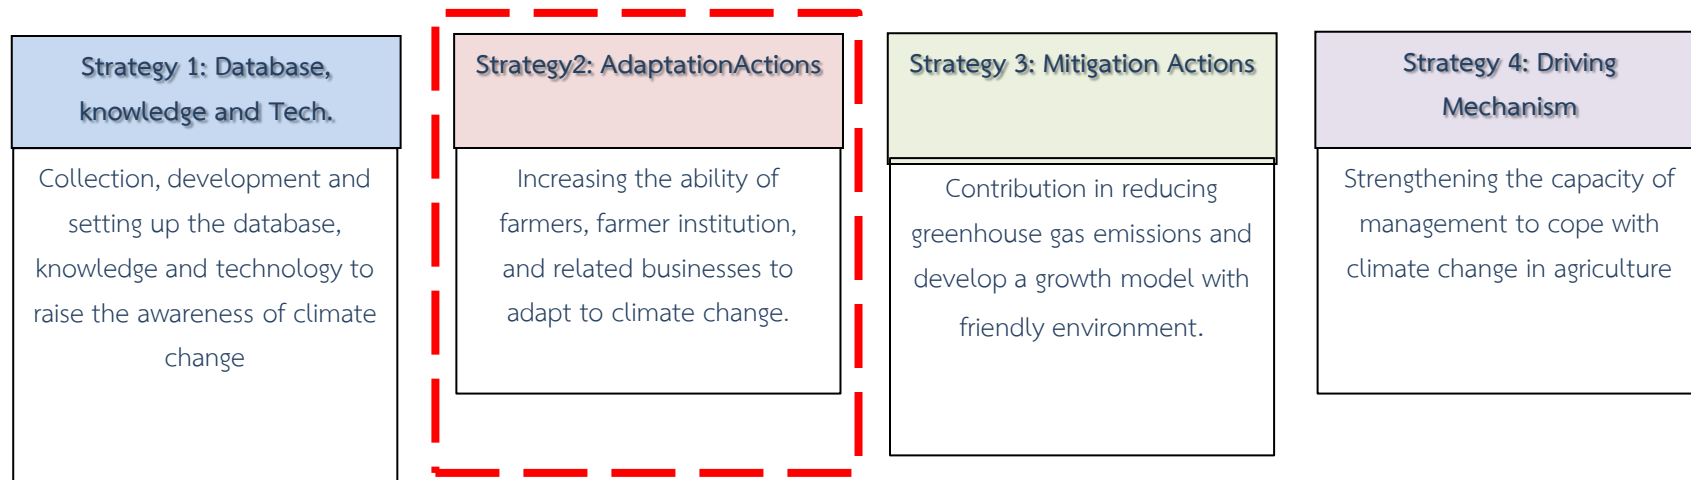 Strategy 1: Database,
knowledge and Tech.
Collection, development and
setting up the database,
knowledge and technology to
raise the awareness of climate
change
Strategy2: AdaptationActions
Increasing the ability of
farmers, farmer institution,
and related businesses to
adapt to climate change.
Strategy 3: Mitigation Actions
Contribution in reducing
greenhouse gas emissions and
develop a growth model with
friendly environment.
Strategy 4: Driving
Mechanism
Strengthening the capacity of
management to cope with
climate change in agriculture